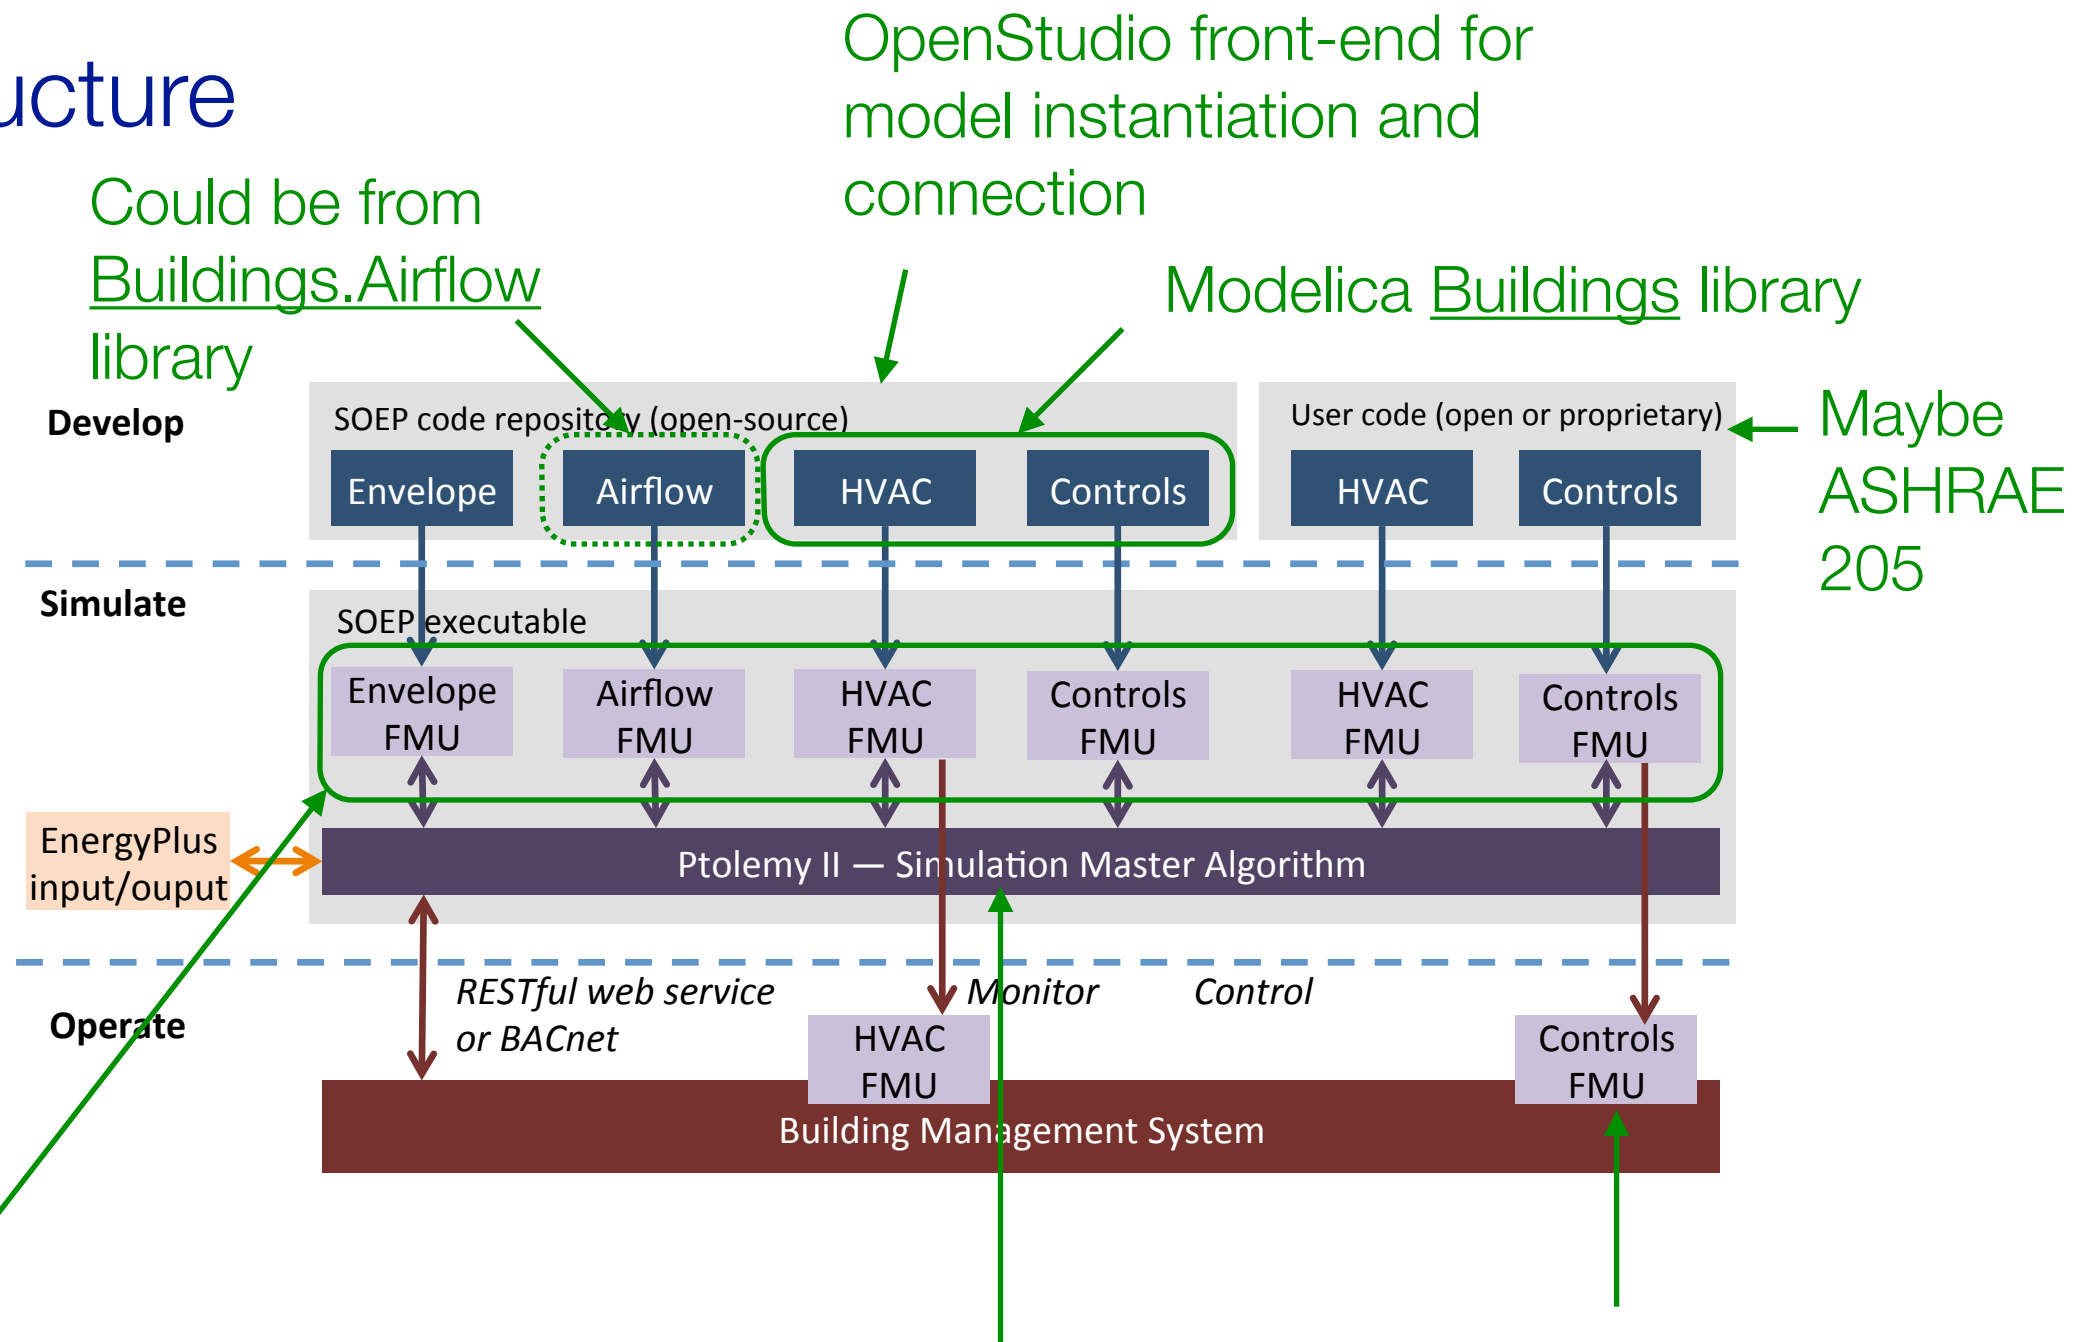 ucture
OpenStudio front-end for
model instantiation and
connection
Could be from
Buildings.Airflow
library
Modelica Buildings library
Develop
SOEP code repository (open-source)
User code (open or proprietary)
Maybe
ASHRAE
205
Envelope
Airflow
HVAC
Controls
HVAC
Controls
Simulate
SOEP executable
Envelope
FMU
Airflow
FMU
HVAC
FMU
Controls
FMU
HVAC
FMU
Controls
FMU
EnergyPlus
input/ouput
Ptolemy II — Simulation Master Algorithm
Operate
RESTful web service
or BACnet
Monitor
Control
HVAC
FMU
Controls
FMU
Building Management System